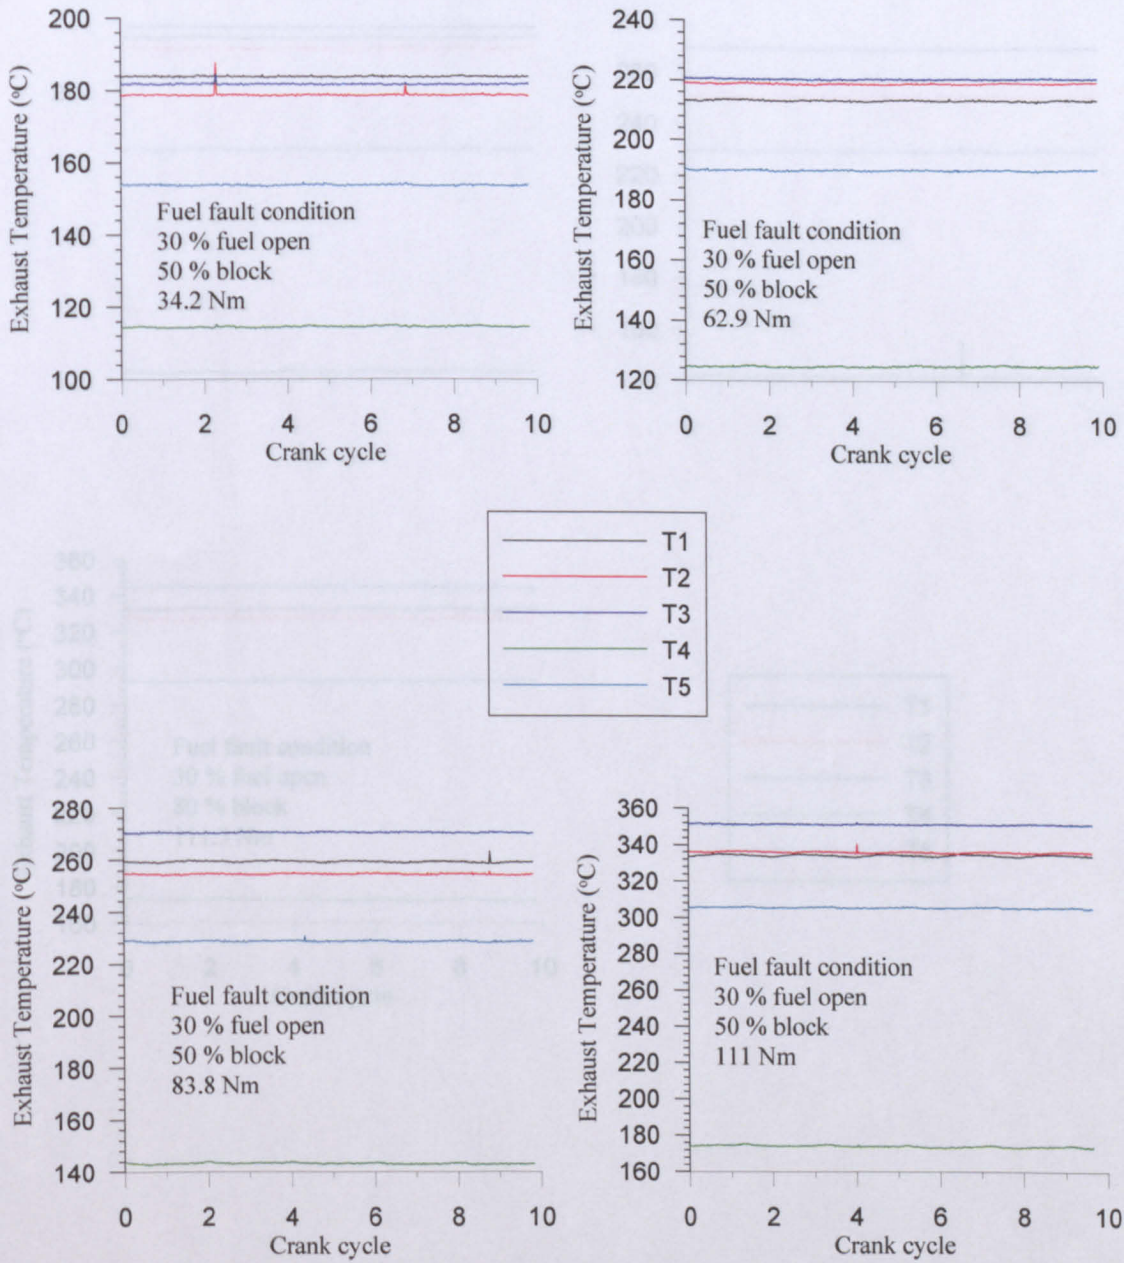 200
180
160
140
120
100
Exhaust Temperature (°C)
Fuel fault condition
30 % fuel open
50 % block
34.2 Nm
0 2 4 6 8 10
Crank cycle
240
220
200
180
160
140
120
Exhaust Temperature (°C)
Fuel fault condition
30 % fuel open
50 % block
62.9 Nm
0 2 4 6 8 10
Crank cycle
T1
T2
T3
T4
T5
280
260
240
220
200
180
160
140
Exhaust Temperature (°C)
Fuel fault condition
30 % fuel open
50 % block
83.8 Nm
0 2 4 6 8 10
Crank cycle
360
340
320
300
280
360
240
220
200
180
160
Exhaust Temperature (°C)
Fuel fault condition
30 % fuel open
50 % block
111 Nm
0 2 4 6 8 10
Crank cycle